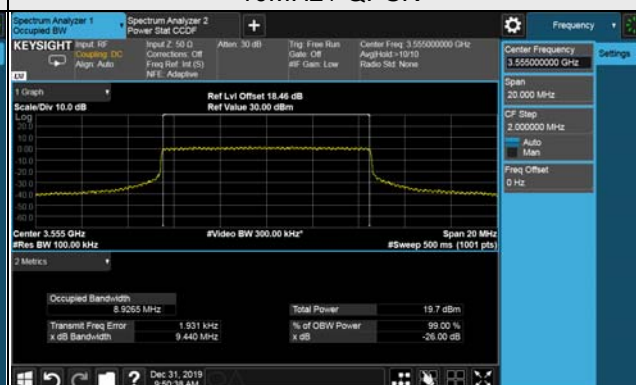 Spectrum Analyzer 1
Occupied BW
Spectrum Analyzer 2
Power Stat CCDF
+
Frequency
KEYSIGHT
Input: RF
Coupling: DC
Align: Auto
Input Z: 50 Ω
Corrections: Off
Freq Ref: Int (S)
NFE: Adaptive
Atten: 30 dB
Trig: Free Run
Gate: Off
#IF Gain: Low
Center Freq: 3.555000000 GHz
Avg|Hold:>10/10
Radio Std: None
Center Frequency
3.555000000 GHz
Settings
Span
20.000 MHz
CF Step
2.000000 MHz
Auto
Man
Freq Offset
0 Hz
1 Graph
Scale/Div 10.0 dB
Ref Lvl Offset 18.46 dB
Ref Value 30.00 dBm
Log
20.0
10.0
0.00
-10.0
-20.0
-30.0
-40.0
-50.0
-60.0
Center 3.555 GHz
#Res BW 100.00 kHz
#Video BW 300.00 kHz*
Span 20 MHz
#Sweep 500 ms (1001 pts)
2 Metrics
Occupied Bandwidth
8.9265 MHz
Total Power
19.7 dBm
Transmit Freq Error
1.931 kHz
% of OBW Power
99.00 %
x dB Bandwidth
9.440 MHz
x dB
-26.00 dB
?
Dec 31, 2019
9:50:38 AM